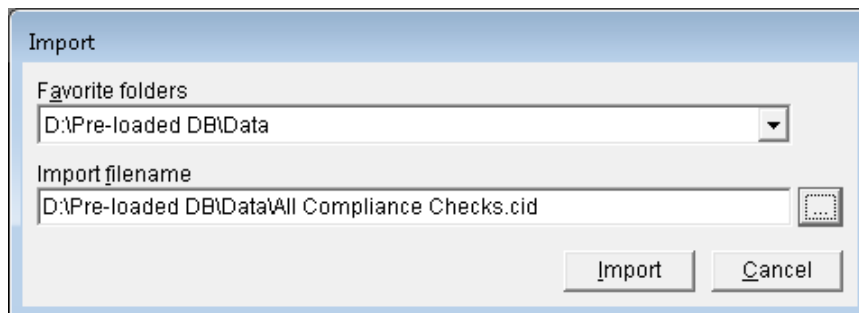 Import
Favorite folders
D:\Pre-loaded DB\Data
Import filename
D:\Pre-loaded DB\Data\All Compliance Checks.cid
...
Import Cancel